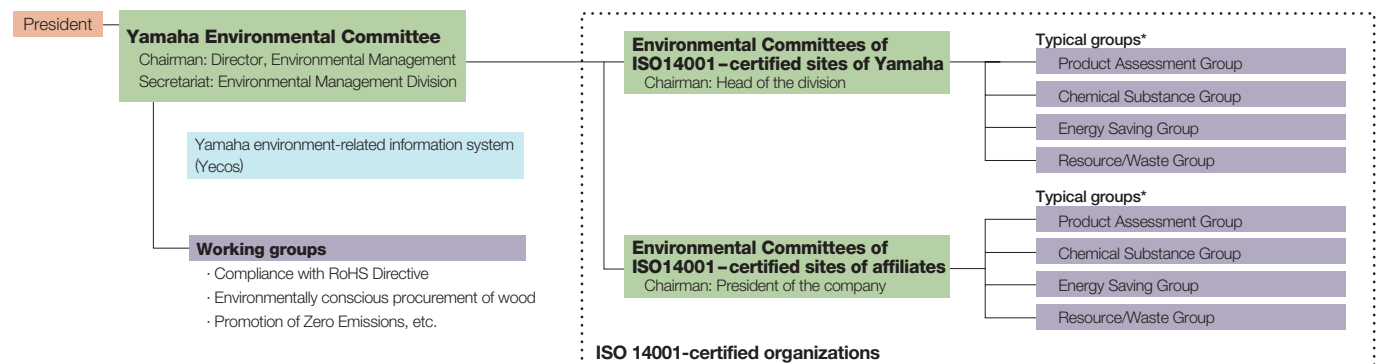 President
Yamaha Environmental Committee
Chairman: Director, Environmental Management
Secretariat: Environmental Management Division
Yamaha environment-related information system
(Yecos)
Working groups
· Compliance with RoHS Directive
· Environmentally conscious procurement of wood
· Promotion of Zero Emissions, etc.
Environmental Committees of
ISO14001–certified sites of Yamaha
Chairman: Head of the division
Typical groups*
Product Assessment Group
Chemical Substance Group
Energy Saving Group
Resource/Waste Group
Environmental Committees of
ISO14001–certified sites of affiliates
Chairman: President of the company
Typical groups*
Product Assessment Group
Chemical Substance Group
Energy Saving Group
Resource/Waste Group
ISO 14001-certified organizations